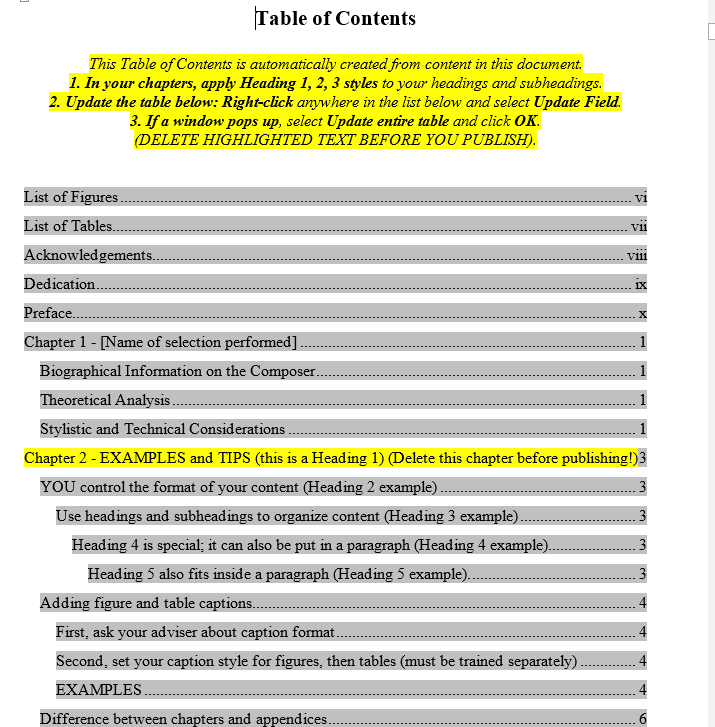 Table of Contents
This Table of Contents is automatically created from content in this document.
1. In your chapters, apply Heading 1, 2, 3 styles to your headings and subheadings.
2. Update the table below: Right-click anywhere in the list below and select Update Field.
3. If a window pops up, select Update entire table and click OK.
(DELETE HIGHLIGHTED TEXT BEFORE YOU PUBLISH).
List of Figures vi
List of Tables vii
Acknowledgements viii
Dedication ix
Preface x
Chapter 1 - [Name of selection performed] 1
Biographical Information on the Composer 1
Theoretical Analysis 1
Stylistic and Technical Considerations 1
Chapter 2 - EXAMPLES and TIPS (this is a Heading 1) (Delete this chapter before publishing!)3
YOU control the format of your content (Heading 2 example) 3
Use headings and subheadings to organize content (Heading 3 example) 3
Heading 4 is special; it can also be put in a paragraph (Heading 4 example). 3
Heading 5 also fits inside a paragraph (Heading 5 example). 3
Adding figure and table captions 4
First, ask your adviser about caption format 4
Second, set your caption style for figures, then tables (must be trained separately) 4
EXAMPLES 4
Difference between chapters and appendices 6